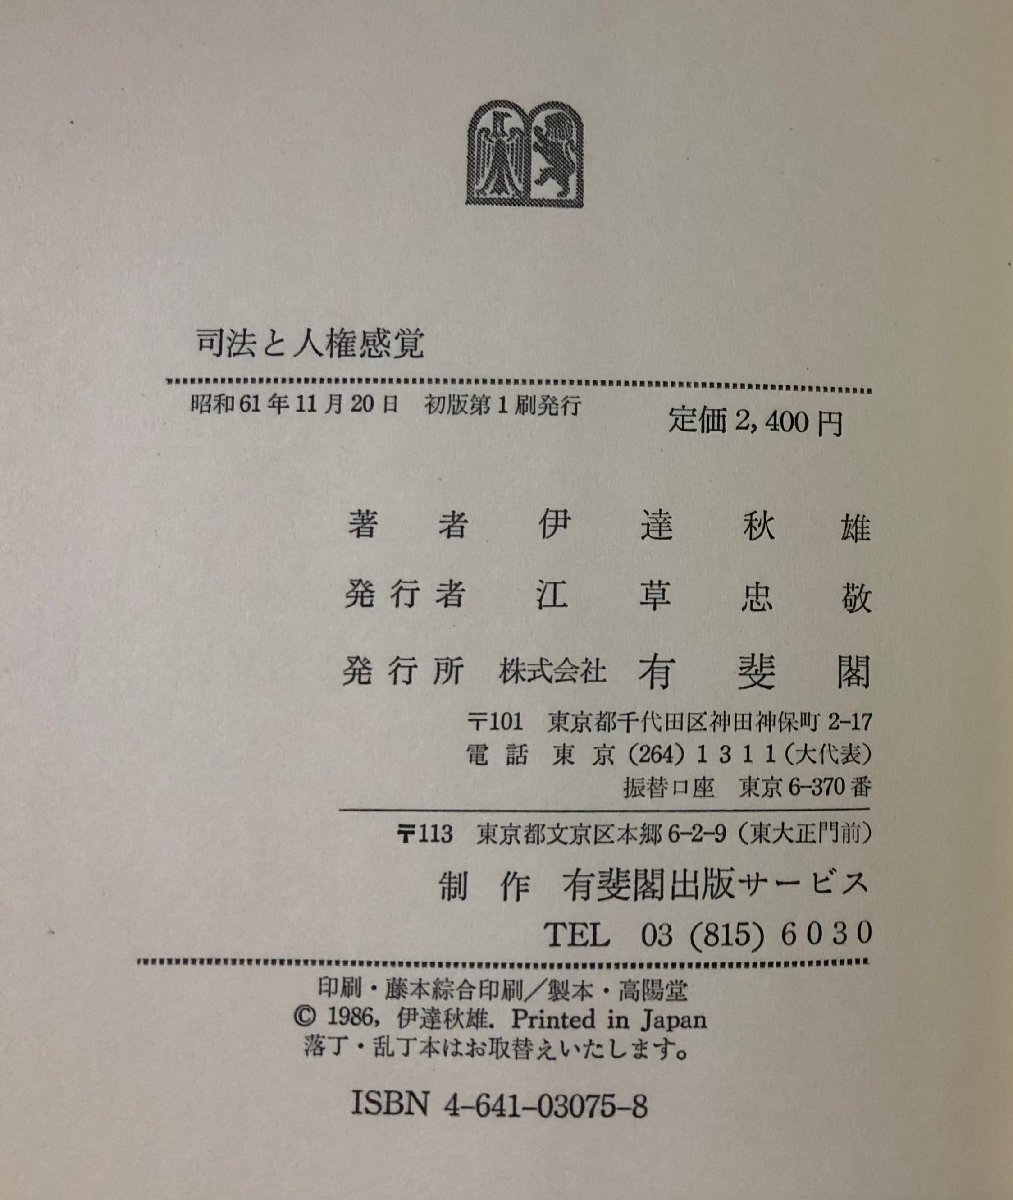 司法と人権感覚
昭和61年11月20日 初版第1刷発行
定価2,400円
著者 伊達秋雄
発行者 江草忠敬
発行所 株式会社 有斐閣
〒101 東京都千代田区神田神保町2-17
電話 東京(264)1311(大代表)
振替口座 東京6-370番
〒113 東京都文京区本郷6-2-9(東大正門前)
制作 有斐閣出版サービス
TEL 03 (815) 6030
印刷・藤本綜合印刷/製本・高陽堂
© 1986, 伊達秋雄. Printed in Japan
落丁・乱丁本はお取替えいたします。
ISBN 4-641-03075-8